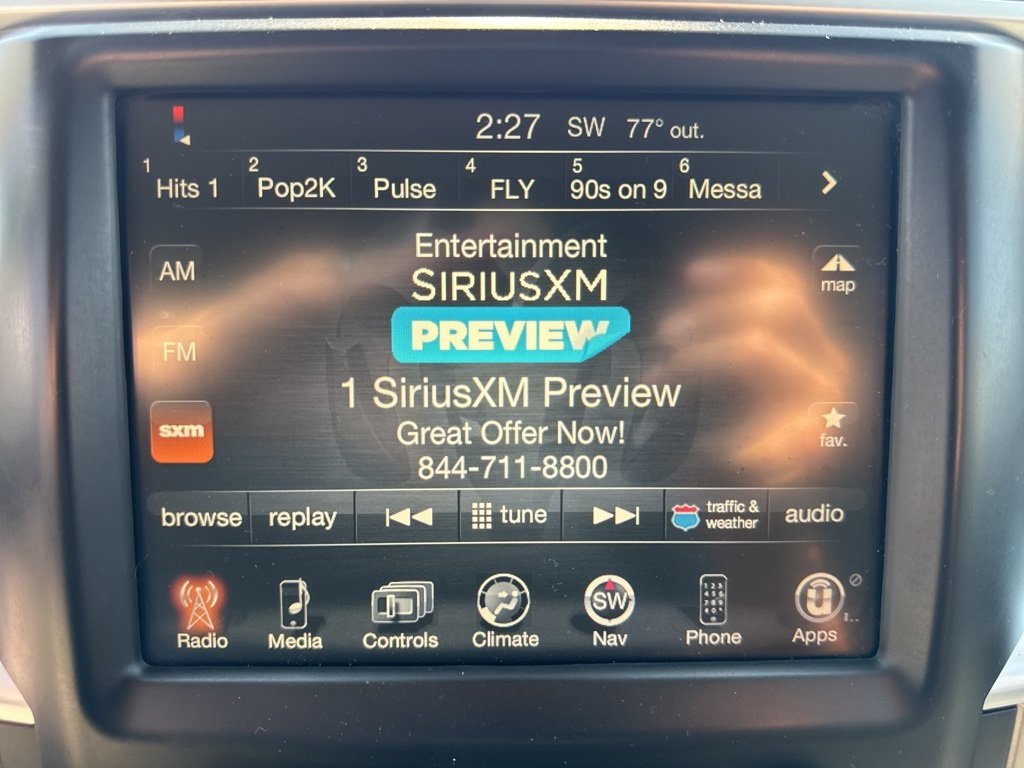 2:27 SW 77° out.
1 Hits 1 2 Pop2K 3 Pulse 4 FLY 5 90s on 9 6 Messa
Entertainment
SIRIUSXM
AM
map
PREVIEW
FM
1 SiriusXM Preview
sxm
Great Offer Now!
fav.
844-711-8800
browse replay tune traffic & weather audio
SW
Radio Media Controls Climate Nav Phone Apps